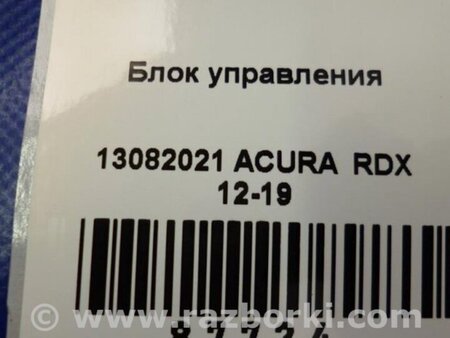 Блок управления
13082021 ACURA RDX
12-19
© www.razborki.com